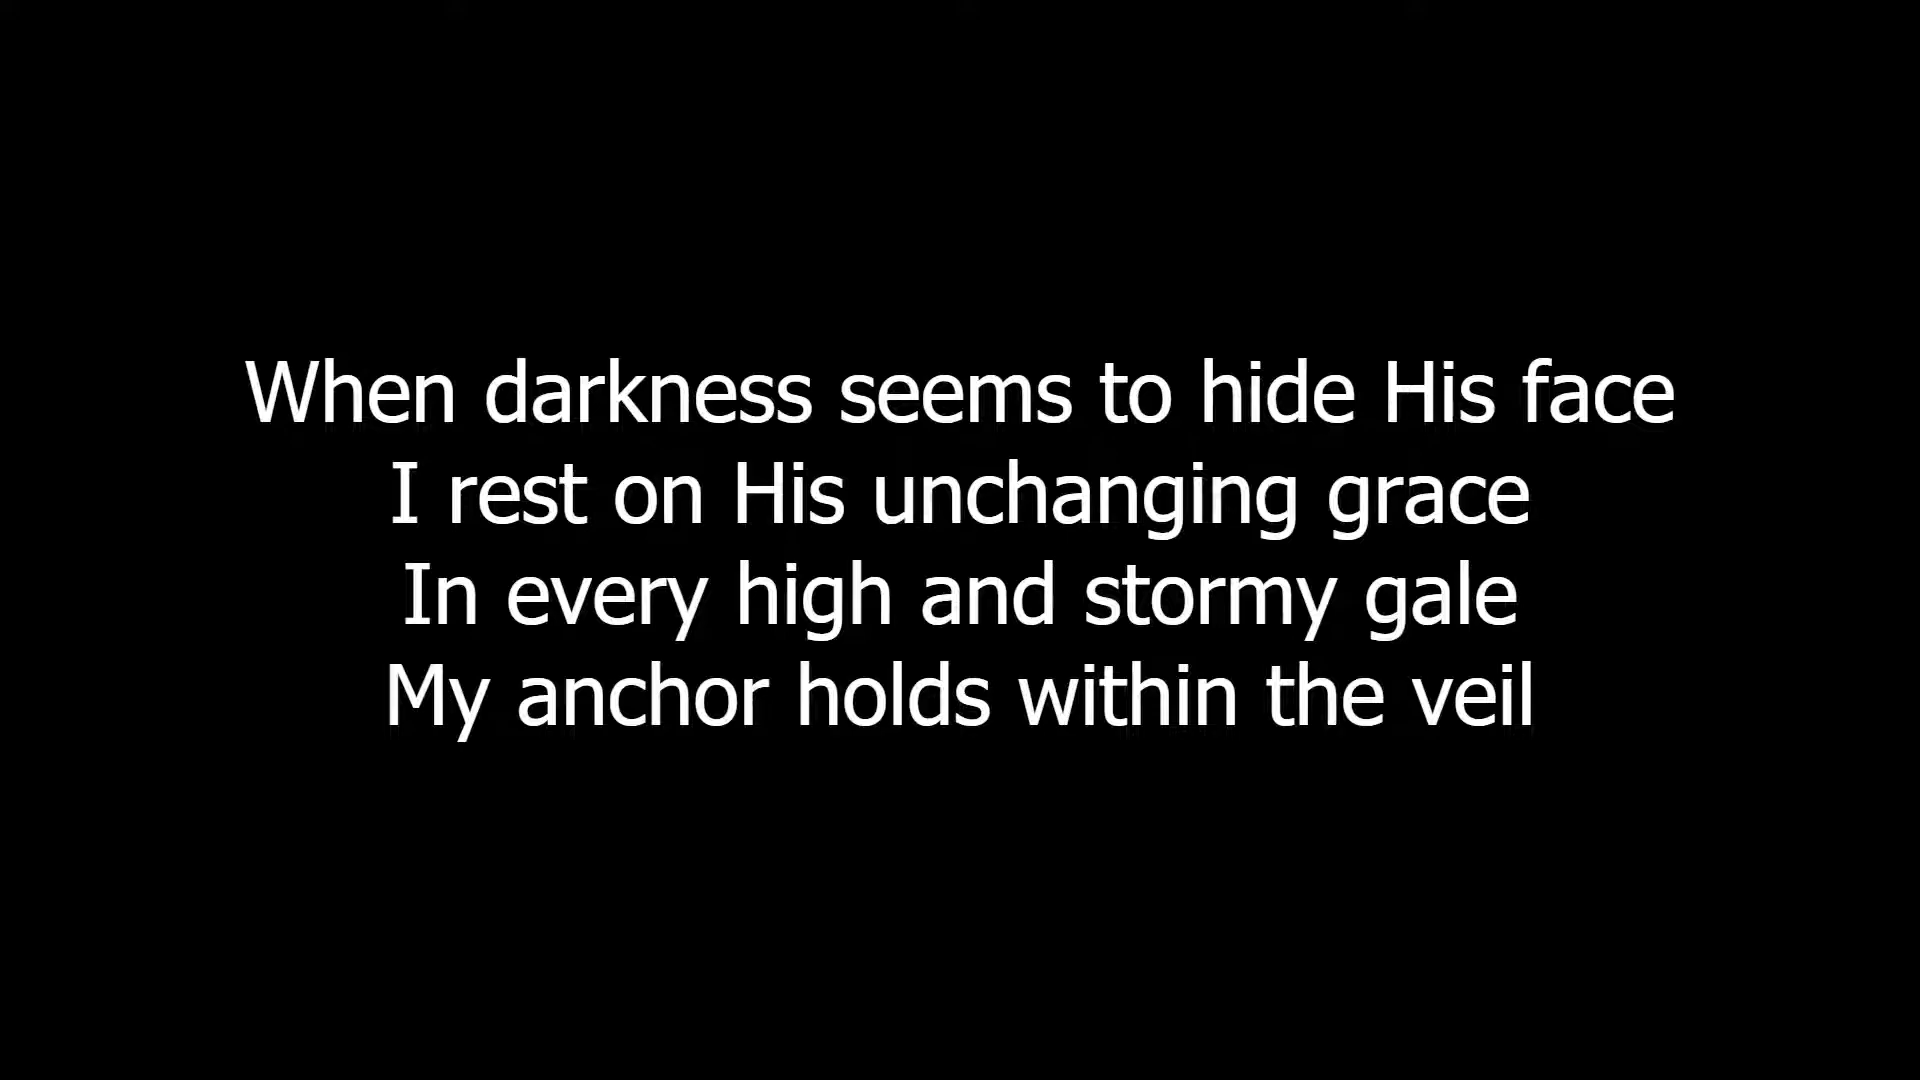 When darkness seems to hide His face
I rest on His unchanging grace
In every high and stormy gale
My anchor holds within the veil